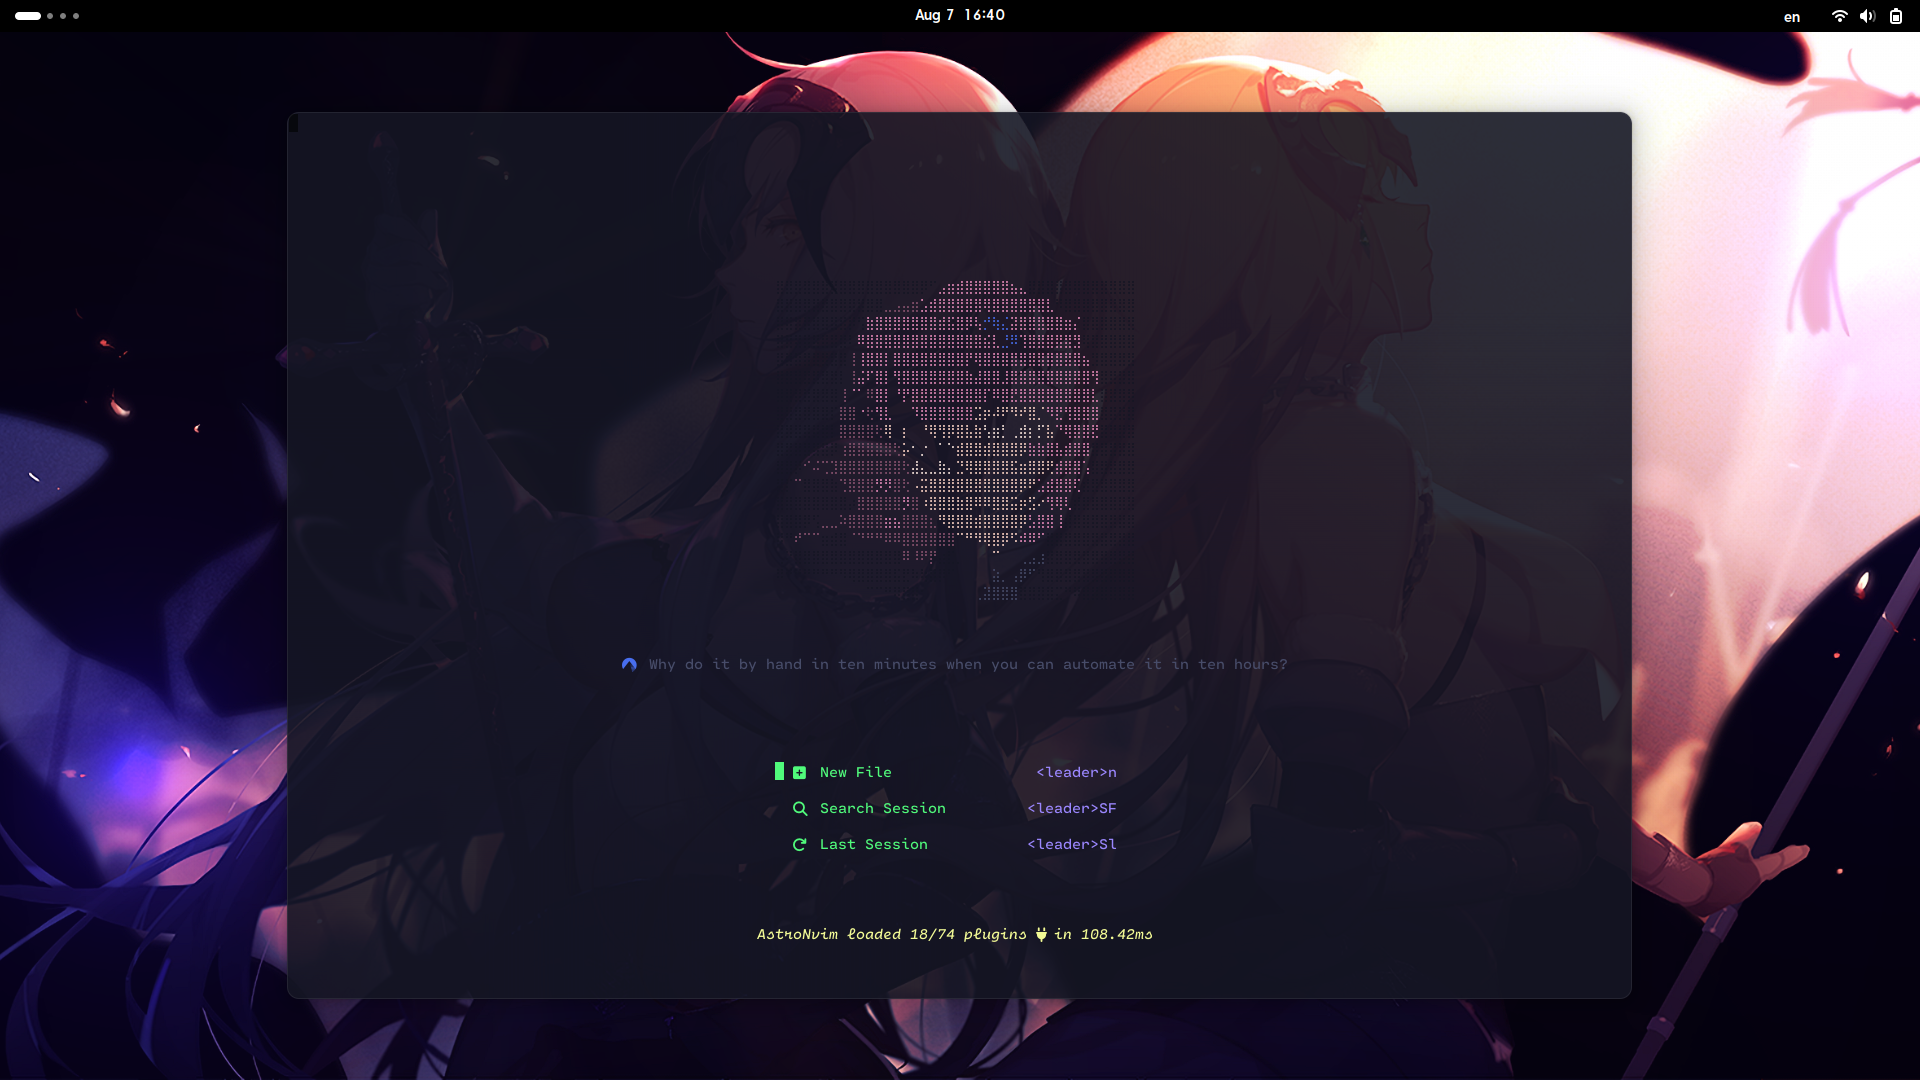 Aug 7 16:40
en
Why do it by hand in ten minutes when you can automate it in ten hours?
New File <leader>n
Search Session <leader>SF
Last Session <leader>Sl
AstroNvim loaded 18/74 plugins in 108.42ms